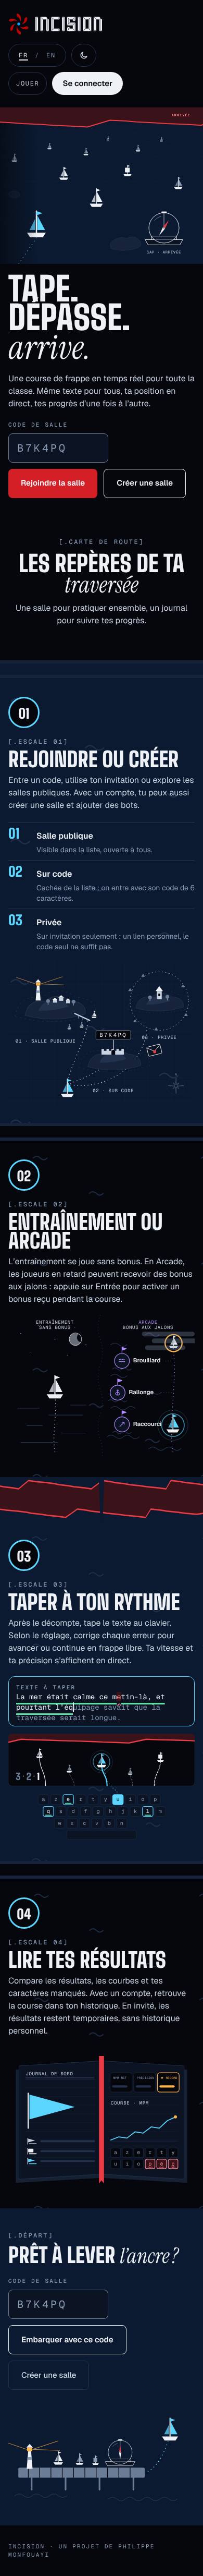 INCISION
FR / EN
JOUER
Se connecter
ARRIVÉE
CAP · ARRIVÉE
TAPE.
DÉPASSE.
arrive.
Une course de frappe en temps réel pour toute la
classe. Même texte pour tous, ta position en
direct, tes progrès d'une fois à l'autre.
CODE DE SALLE
B7K4PQ
Rejoindre la salle
Créer une salle
[.CARTE DE ROUTE]
LES REPÈRES DE TA
traversée
Une salle pour pratiquer ensemble, un journal
pour suivre tes progrès.
01
[.ESCALE 01]
REJOINDRE OU CRÉER
Entre un code, utilise ton invitation ou explore les
salles publiques. Avec un compte, tu peux aussi
créer une salle et ajouter des bots.
01
Salle publique
Visible dans la liste, ouverte à tous.
02
Sur code
Cachée de la liste ; on entre avec son code de 6
caractères.
03
Privée
Sur invitation seulement : un lien personnel, le
code seul ne suffit pas.
B7K4PQ
01 · SALLE PUBLIQUE
03 · PRIVÉE
02 · SUR CODE
02
[.ESCALE 02]
ENTRAÎNEMENT OU
ARCADE
L'entraînement se joue sans bonus. En Arcade,
les joueurs en retard peuvent recevoir des bonus
aux jalons : appuie sur Entrée pour activer un
bonus reçu pendant la course.
ENTRAÎNEMENT
SANS BONUS
ARCADE
BONUS AUX JALONS
Brouillard
Rallonge
Raccourci
03
[.ESCALE 03]
TAPER À TON RYTHME
Après le décompte, tape le texte au clavier.
Selon le réglage, corrige chaque erreur pour
avancer ou continue en frappe libre. Ta vitesse et
ta précision s'affichent en direct.
TEXTE À TAPER
La mer était calme ce matin-là, et
pourtant l'équipage savait que la
traversée serait longue.
3·2·1
a z e r t y u i o p
q s d f g h j k l m
w x c v b n
04
[.ESCALE 04]
LIRE TES RÉSULTATS
Compare les résultats, les courbes et tes
caractères manqués. Avec un compte, retrouve
la course dans ton historique. En invité, les
résultats restent temporaires, sans historique
personnel.
JOURNAL DE BORD
MPM NET
PRÉCISION
RECORD
COURBE · MPM
a z e r t y
u i o
[.DÉPART]
PRÊT À LEVER l'ancre?
CODE DE SALLE
B7K4PQ
Embarquer avec ce code
Créer une salle
INCISION · UN PROJET DE PHILIPPE
MONFOUAYI